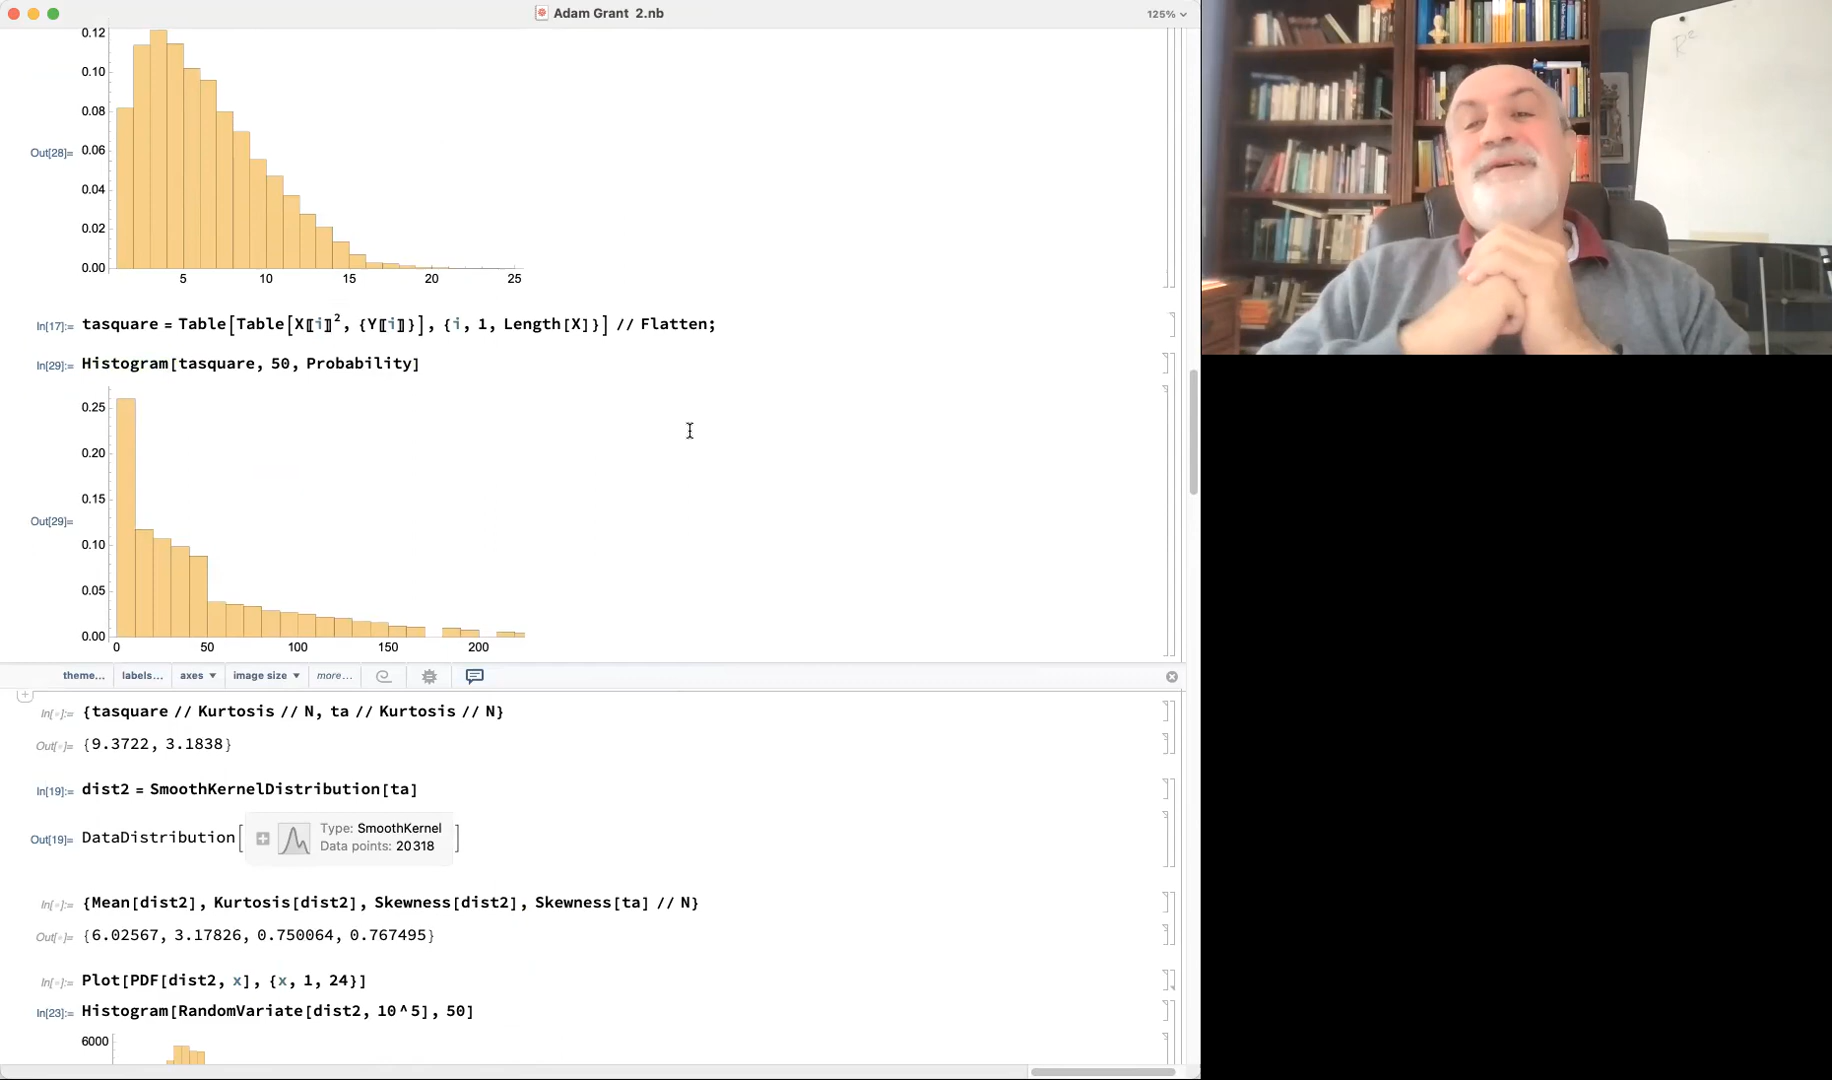 Adam Grant 2.nb
125%
0.12
0.10
0.08
0.06
0.04
0.02
0.00
Out[28]=
5 10 15 20 25
In[17]:= tasquare = Table[Table[X⟦i⟧², {Y⟦i⟧}], {i, 1, Length[X]}] // Flatten;
In[29]:= Histogram[tasquare, 50, Probability]
0.25
0.20
0.15
0.10
0.05
0.00
Out[29]=
0 50 100 150 200
theme... labels... axes image size more...
In[•]:= {tasquare // Kurtosis // N, ta // Kurtosis // N}
Out[•]= {9.3722, 3.1838}
In[19]:= dist2 = SmoothKernelDistribution[ta]
Out[19]= DataDistribution[ Type: SmoothKernel
Data points: 20318 ]
In[•]:= {Mean[dist2], Kurtosis[dist2], Skewness[dist2], Skewness[ta] // N}
Out[•]= {6.02567, 3.17826, 0.750064, 0.767495}
In[•]:= Plot[PDF[dist2, x], {x, 1, 24}]
In[23]:= Histogram[RandomVariate[dist2, 10^5], 50]
6000